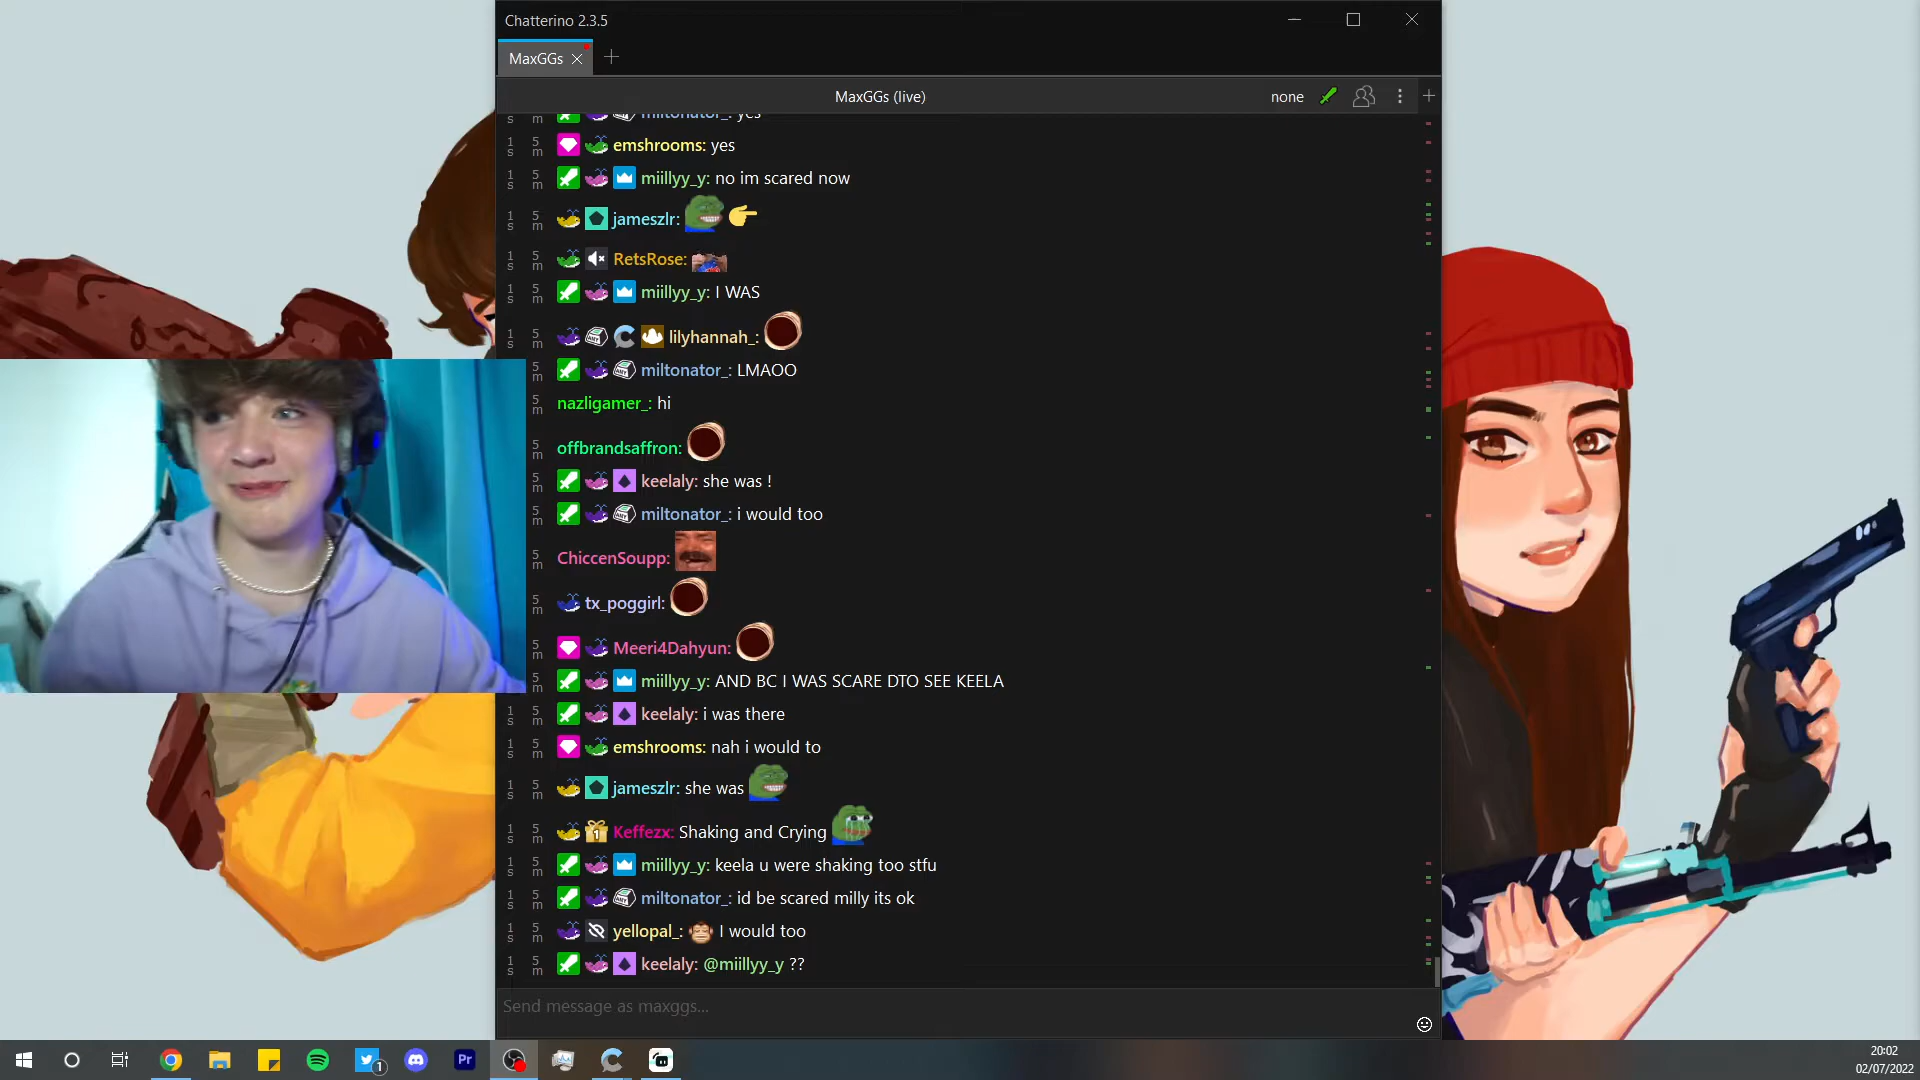 Chatterino 2.3.5
MaxGGs
MaxGGs (live)
none
miltonator_: yes
emshrooms: yes
miillyy_y: no im scared now
jameszlr:
RetsRose:
miillyy_y: I WAS
lilyhannah_:
miltonator_: LMAOO
nazligamer_: hi
offbrandsaffron:
keelaly: she was !
miltonator_: i would too
ChiccenSoupp:
tx_poggirl:
Meeri4Dahyun:
miillyy_y: AND BC I WAS SCARE DTO SEE KEELA
keelaly: i was there
emshrooms: nah i would to
jameszlr: she was
Keffezx: Shaking and Crying
miillyy_y: keela u were shaking too stfu
miltonator_: id be scared milly its ok
yellopal_: I would too
keelaly: @miillyy_y ??
Send message as maxggs...
Pr
1
20:02
02/07/2022